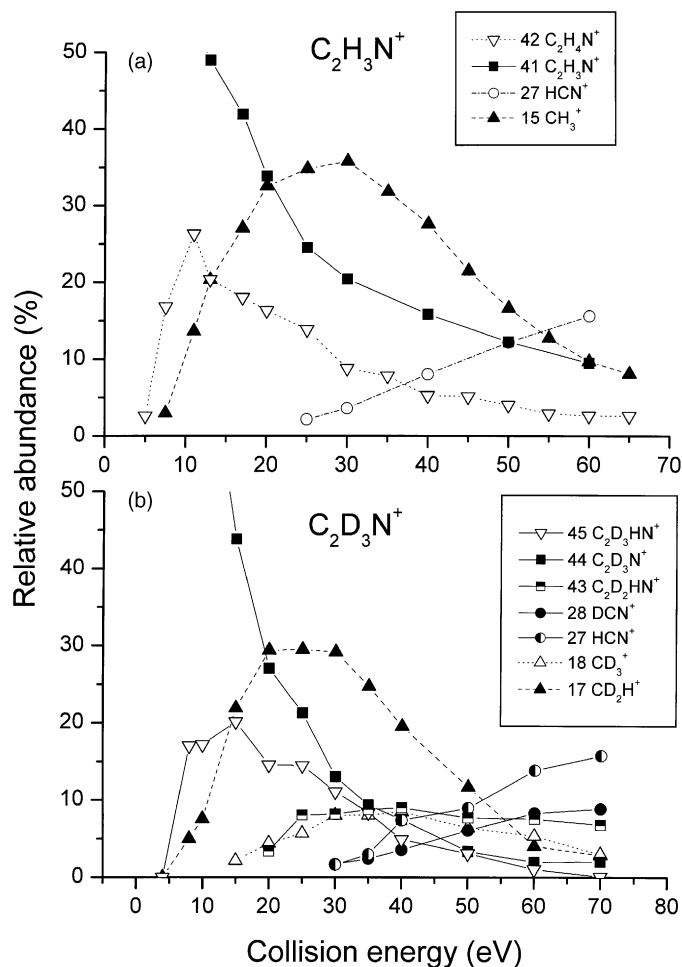 (a)
C₂H₃N⁺
42 C₂H₄N⁺
41 C₂H₃N⁺
27 HCN⁺
15 CH₃⁺
50
40
30
20
10
0
0 10 20 30 40 50 60 70
Relative abundance (%)
(b)
C₂D₃N⁺
45 C₂D₃HN⁺
44 C₂D₃N⁺
43 C₂D₂HN⁺
28 DCN⁺
27 HCN⁺
18 CD₃⁺
17 CD₂H⁺
50
40
30
20
10
0
0 10 20 30 40 50 60 70 80
Collision energy (eV)